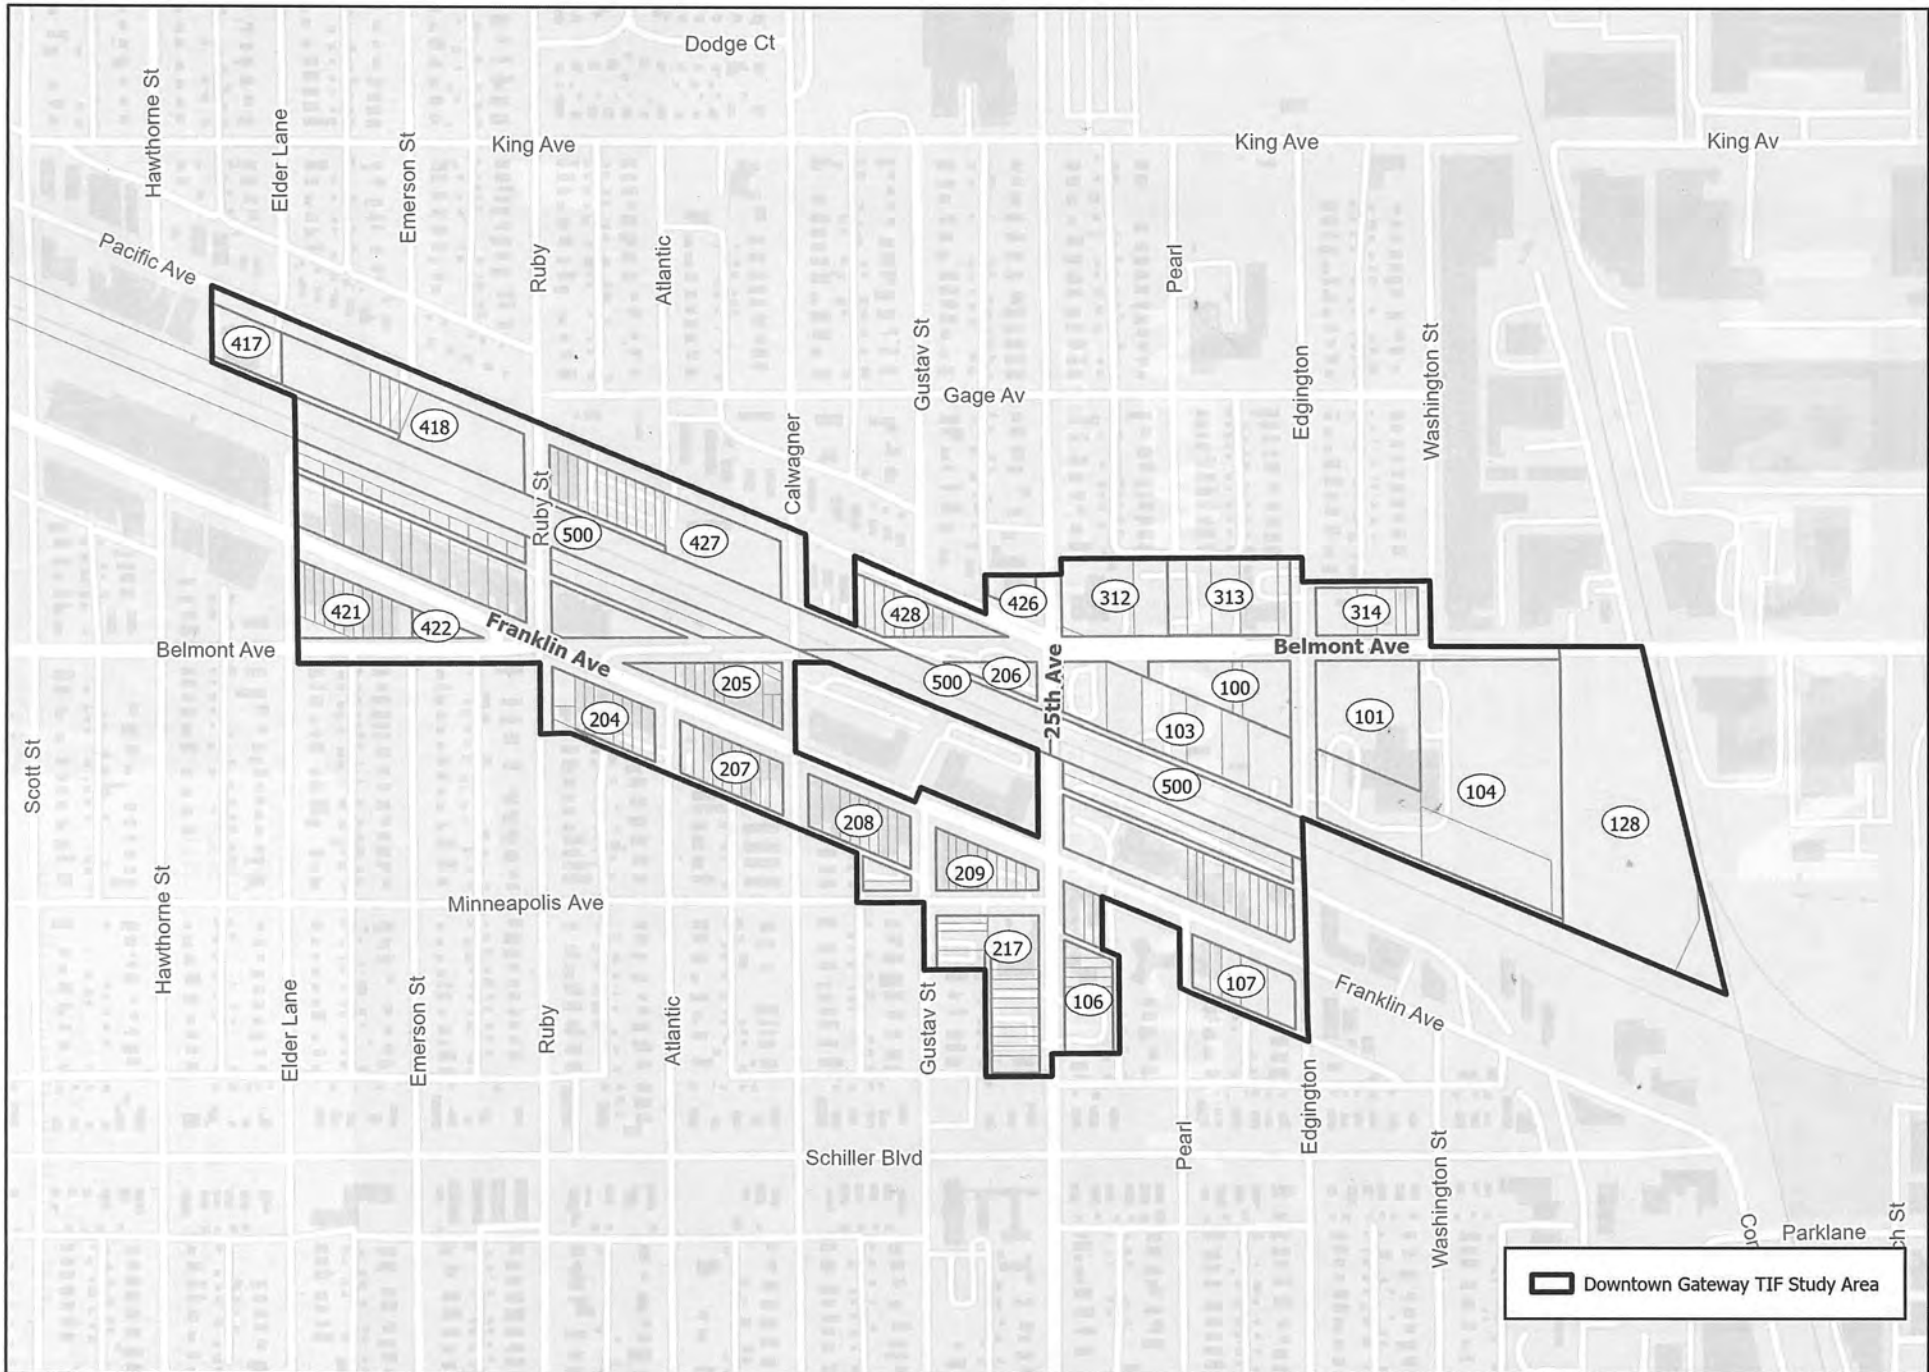 Dodge Ct
Hawthorne St
Elder Lane
Emerson St
King Ave
King Ave
King Av
Pacific Ave
Ruby
Atlantic
Pearl
Gustav St
Edgington
Washington St
Gage Av
Calwagner
417
418
Ruby St
500
427
428
426
312
313
314
421
422
Belmont Ave
Franklin Ave
Belmont Ave
205
204
500
206
25th Ave
100
101
103
207
500
104
208
128
209
Scott St
Hawthorne St
Minneapolis Ave
217
106
107
Franklin Ave
Elder Lane
Emerson St
Ruby
Atlantic
Gustav St
Pearl
Edgington
Schiller Blvd
Washington St
Parklane
ch St
Downtown Gateway TIF Study Area